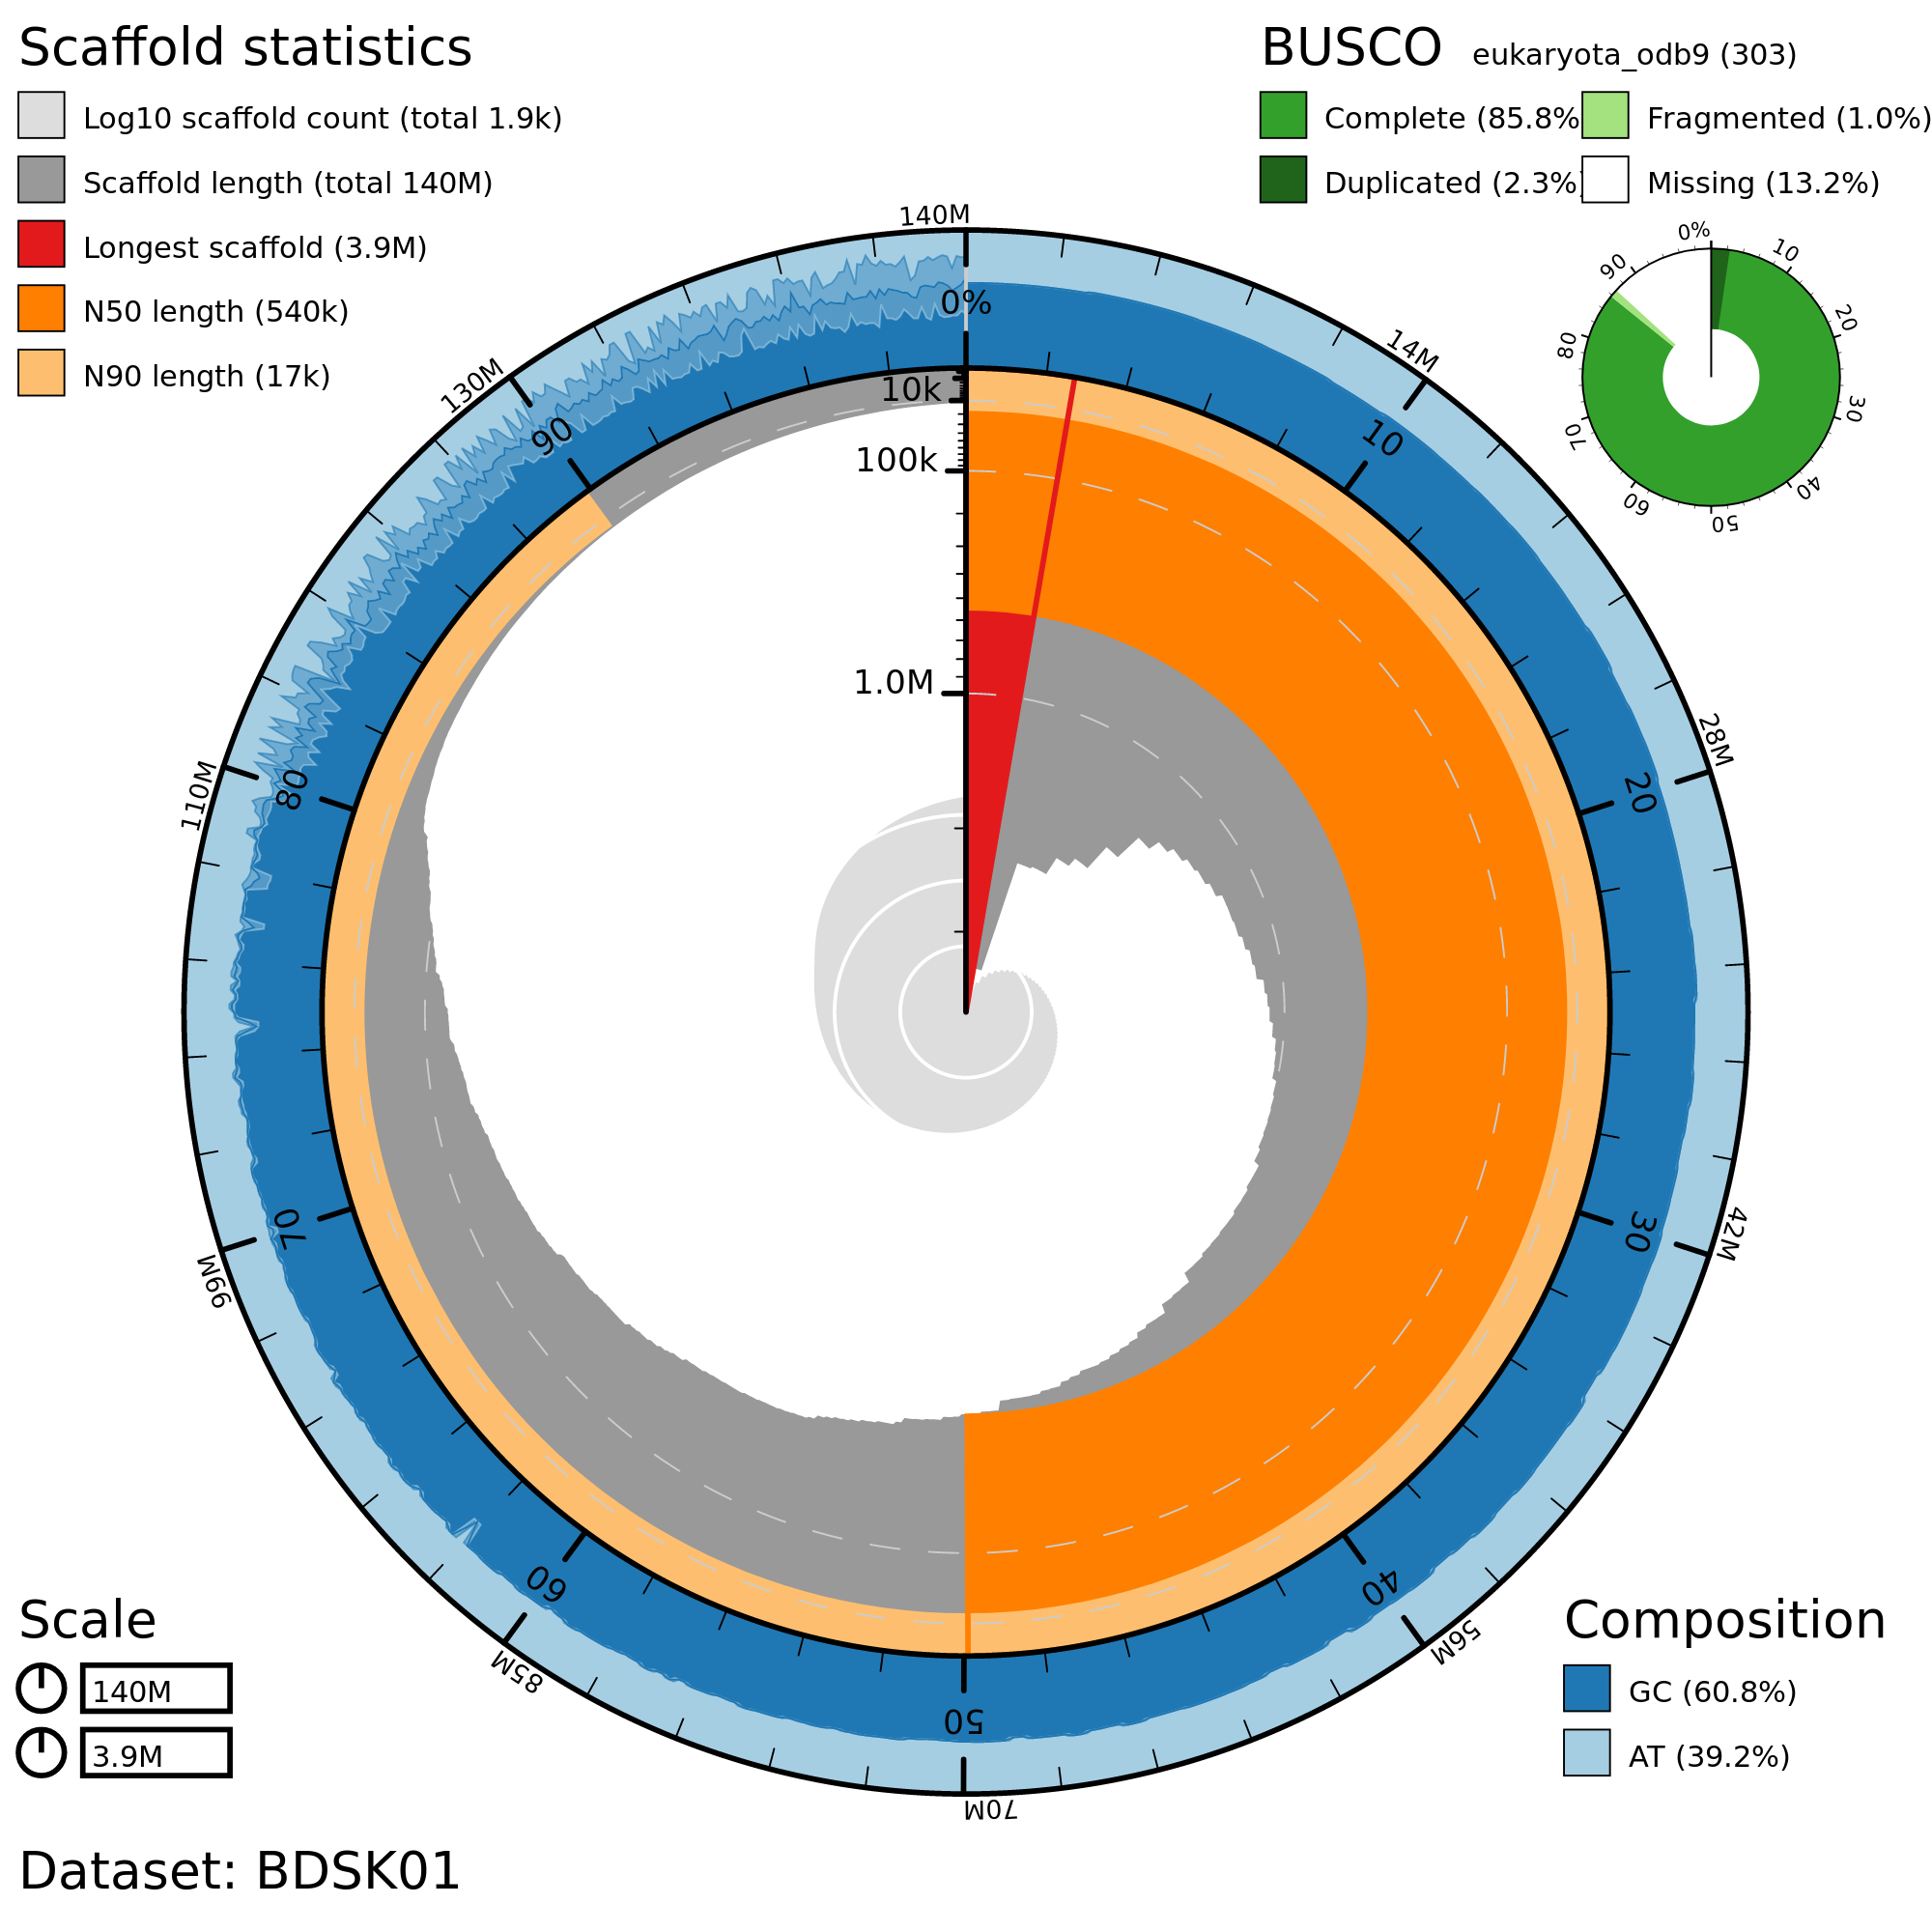 Scaffold statistics
Log10 scaffold count (total 1.9k)
Scaffold length (total 140M)
Longest scaffold (3.9M)
N50 length (540k)
N90 length (17k)
BUSCO eukaryota_odb9 (303)
Complete (85.8%
Fragmented (1.0%)
Duplicated (2.3%)
Missing (13.2%)
0%
10
20
30
40
50
60
70
80
90
140M
14M
28M
42M
56M
70M
85M
99M
110M
130M
0%
10
20
30
40
50
60
70
80
90
10k
100k
1.0M
Scale
140M
3.9M
Composition
GC (60.8%)
AT (39.2%)
Dataset: BDSK01